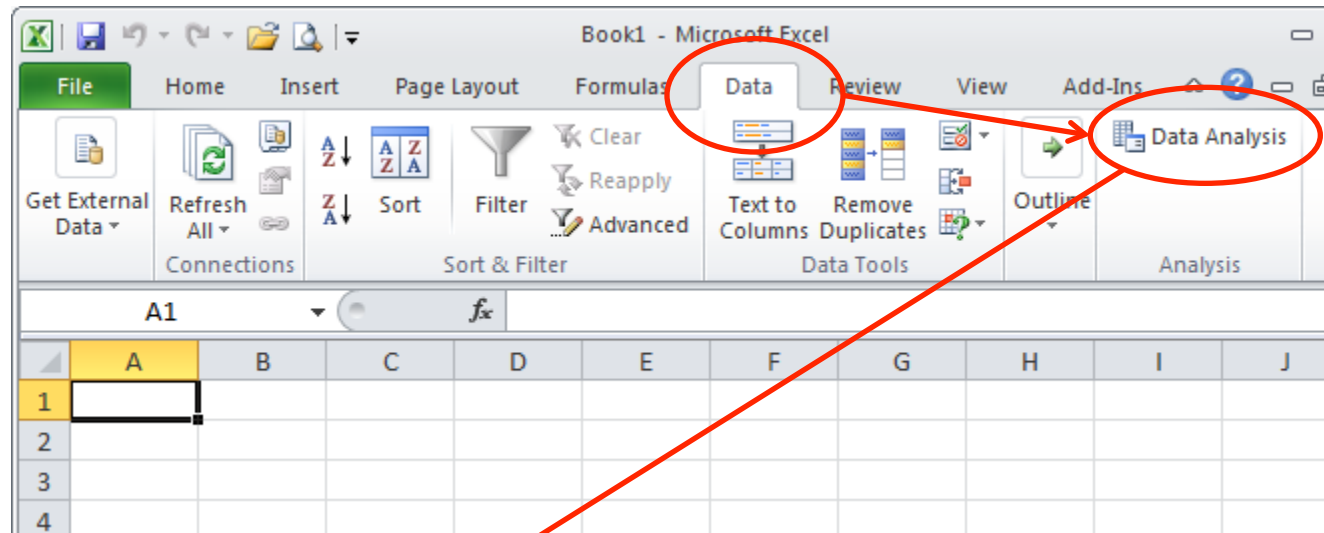 Book1 - Microsoft Excel
File Home Insert Page Layout Formulas Data Review View Add-Ins
Get External Data
Refresh All
A Z
Z A
A Z
Z A
Sort
Filter
Clear
Reapply
Advanced
Text to Columns
Remove Duplicates
Outline
Data Analysis
Connections Sort & Filter Data Tools Analysis
A1 fx
A B C D E F G H I J
1
2
3
4